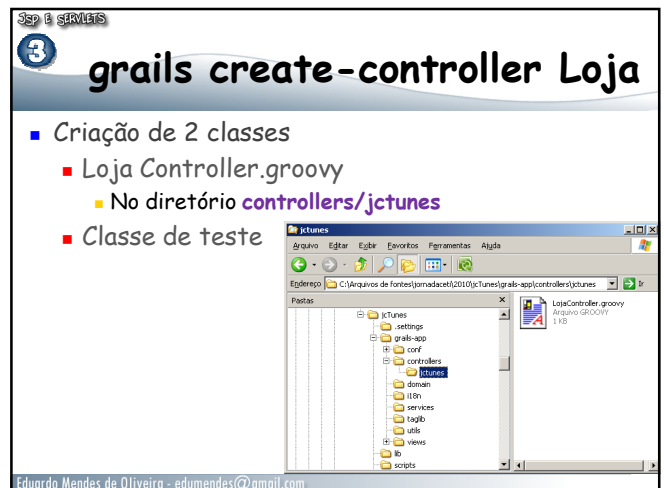 JSP E SERVLETS
3
grails create-controller Loja
Criação de 2 classes
Loja Controller.groovy
No diretório controllers/jctunes
Classe de teste
jctunes
Arquivo Editar Exibir Favoritos Ferramentas Ajuda
Endereço C:\Arquivos de fontes\jornadaceti\2010\jcTunes\grails-app\controllers\jctunes Ir
Pastas
jcTunes
.settings
grails-app
conf
controllers
jctunes
domain
i18n
services
taglib
utils
views
lib
scripts
LojaController.groovy
Arquivo GROOVY
1 KB
Eduardo Mendes de Oliveira - edumendes@gmail.com